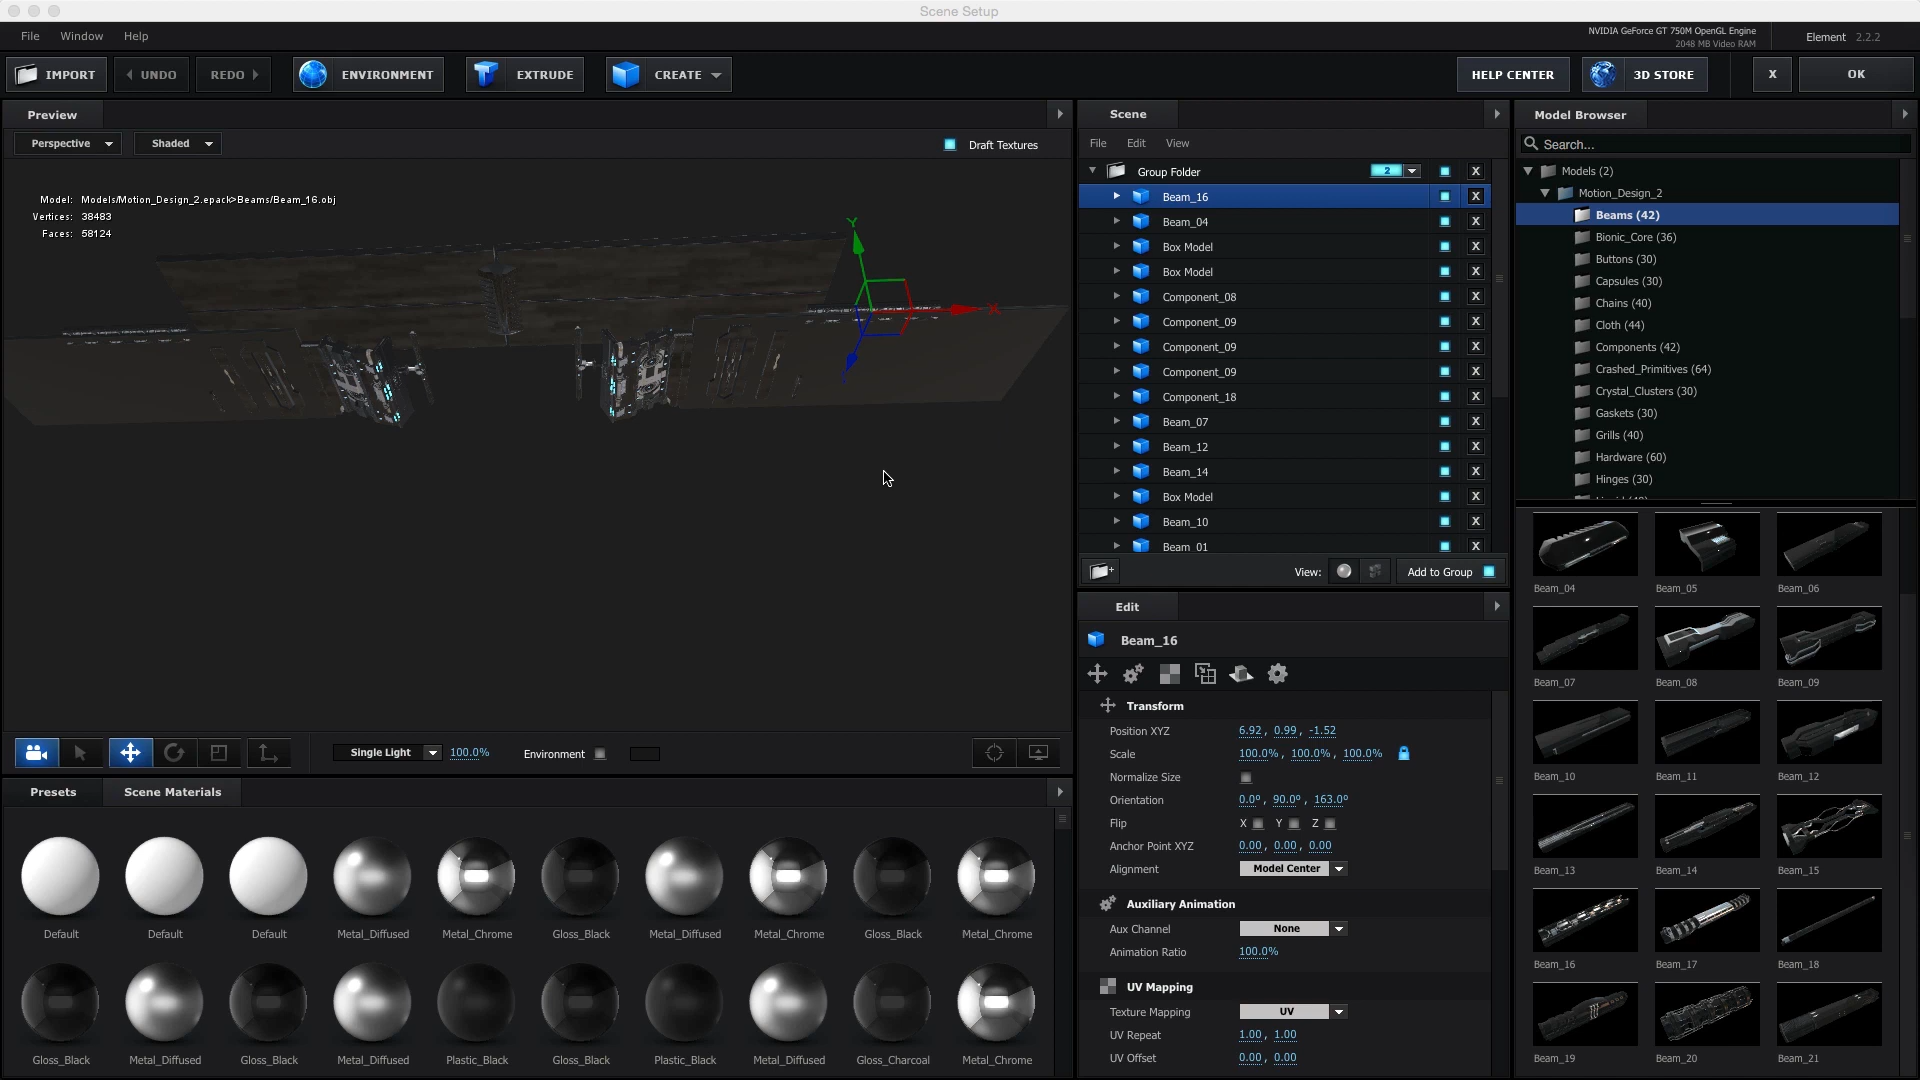 Scene Setup
File Window Help
NVIDIA GeForce GT 750M OpenGL Engine
2048 MB Video RAM
Element 2.2.2
IMPORT UNDO REDO ENVIRONMENT EXTRUDE CREATE HELP CENTER 3D STORE X OK
Preview
Perspective Shaded Draft Textures
Model: Models/Motion_Design_2.epack>Beams/Beam_16.obj
Vertices: 38483
Faces: 58124
Y
X
Single Light 100.0% Environment
Presets Scene Materials
Default Default Default Metal_Diffused Metal_Chrome Gloss_Black Metal_Diffused Metal_Chrome Gloss_Black Metal_Chrome
Gloss_Black Metal_Diffused Gloss_Black Metal_Diffused Plastic_Black Gloss_Black Plastic_Black Metal_Diffused Gloss_Charcoal Metal_Chrome
Scene
File Edit View
Group Folder 2 X
Beam_16 X
Beam_04 X
Box Model X
Box Model X
Component_08 X
Component_09 X
Component_09 X
Component_09 X
Component_18 X
Beam_07 X
Beam_12 X
Beam_14 X
Box Model X
Beam_10 X
Beam_01 X
View: Add to Group
Edit
Beam_16
Transform
Position XYZ 6.92, 0.99, -1.52
Scale 100.0%, 100.0%, 100.0%
Normalize Size
Orientation 0.0º, 90.0º, 163.0º
Flip X Y Z
Anchor Point XYZ 0.00, 0.00, 0.00
Alignment Model Center
Auxiliary Animation
Aux Channel None
Animation Ratio 100.0%
UV Mapping
Texture Mapping UV
UV Repeat 1.00, 1.00
UV Offset 0.00, 0.00
Model Browser
Search...
Models (2)
Motion_Design_2
Beams (42)
Bionic_Core (36)
Buttons (30)
Capsules (30)
Chains (40)
Cloth (44)
Components (42)
Crashed_Primitives (64)
Crystal_Clusters (30)
Gaskets (30)
Grills (40)
Hardware (60)
Hinges (30)
Beam_04 Beam_05 Beam_06
Beam_07 Beam_08 Beam_09
Beam_10 Beam_11 Beam_12
Beam_13 Beam_14 Beam_15
Beam_16 Beam_17 Beam_18
Beam_19 Beam_20 Beam_21